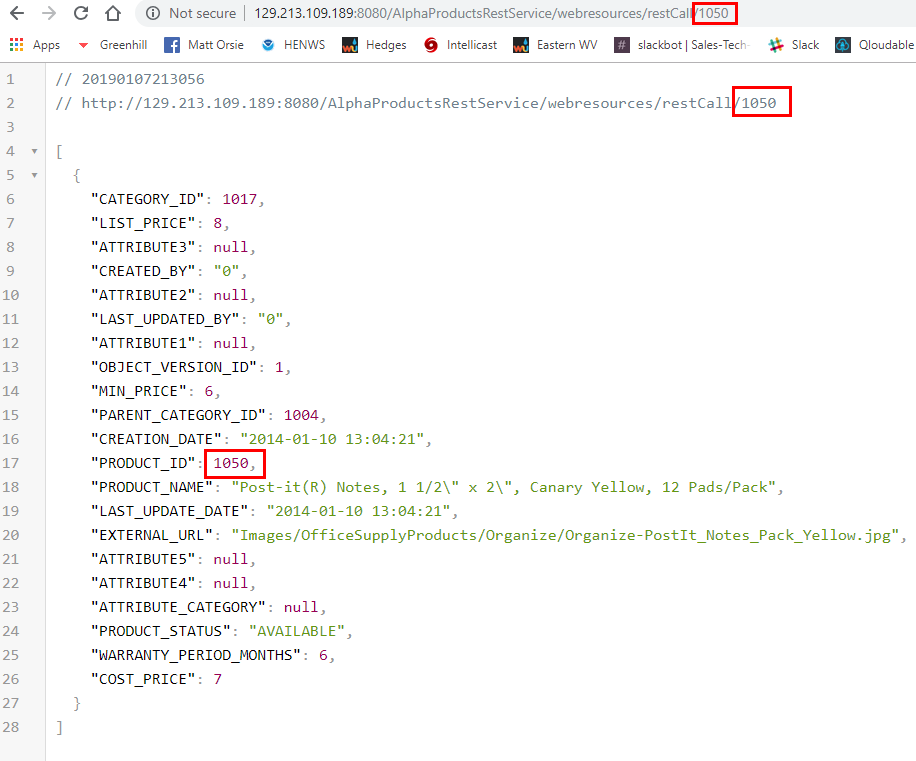 Not secure | 129.213.109.189:8080/AlphaProductsRestService/webresources/restCall/1050
Apps Greenhill Matt Orsie HENWS Hedges Intellicast Eastern WV # slackbot | Sales-Tech- Slack Qloudable
1 // 20190107213056
2 // http://129.213.109.189:8080/AlphaProductsRestService/webresources/restCall/1050
3
4 [
5 {
6 "CATEGORY_ID": 1017,
7 "LIST_PRICE": 8,
8 "ATTRIBUTE3": null,
9 "CREATED_BY": "0",
10 "ATTRIBUTE2": null,
11 "LAST_UPDATED_BY": "0",
12 "ATTRIBUTE1": null,
13 "OBJECT_VERSION_ID": 1,
14 "MIN_PRICE": 6,
15 "PARENT_CATEGORY_ID": 1004,
16 "CREATION_DATE": "2014-01-10 13:04:21",
17 "PRODUCT_ID": 1050,
18 "PRODUCT_NAME": "Post-it(R) Notes, 1 1/2\" x 2\", Canary Yellow, 12 Pads/Pack",
19 "LAST_UPDATE_DATE": "2014-01-10 13:04:21",
20 "EXTERNAL_URL": "Images/OfficeSupplyProducts/Organize/Organize-PostIt_Notes_Pack_Yellow.jpg",
21 "ATTRIBUTE5": null,
22 "ATTRIBUTE4": null,
23 "ATTRIBUTE_CATEGORY": null,
24 "PRODUCT_STATUS": "AVAILABLE",
25 "WARRANTY_PERIOD_MONTHS": 6,
26 "COST_PRICE": 7
27 }
28 ]